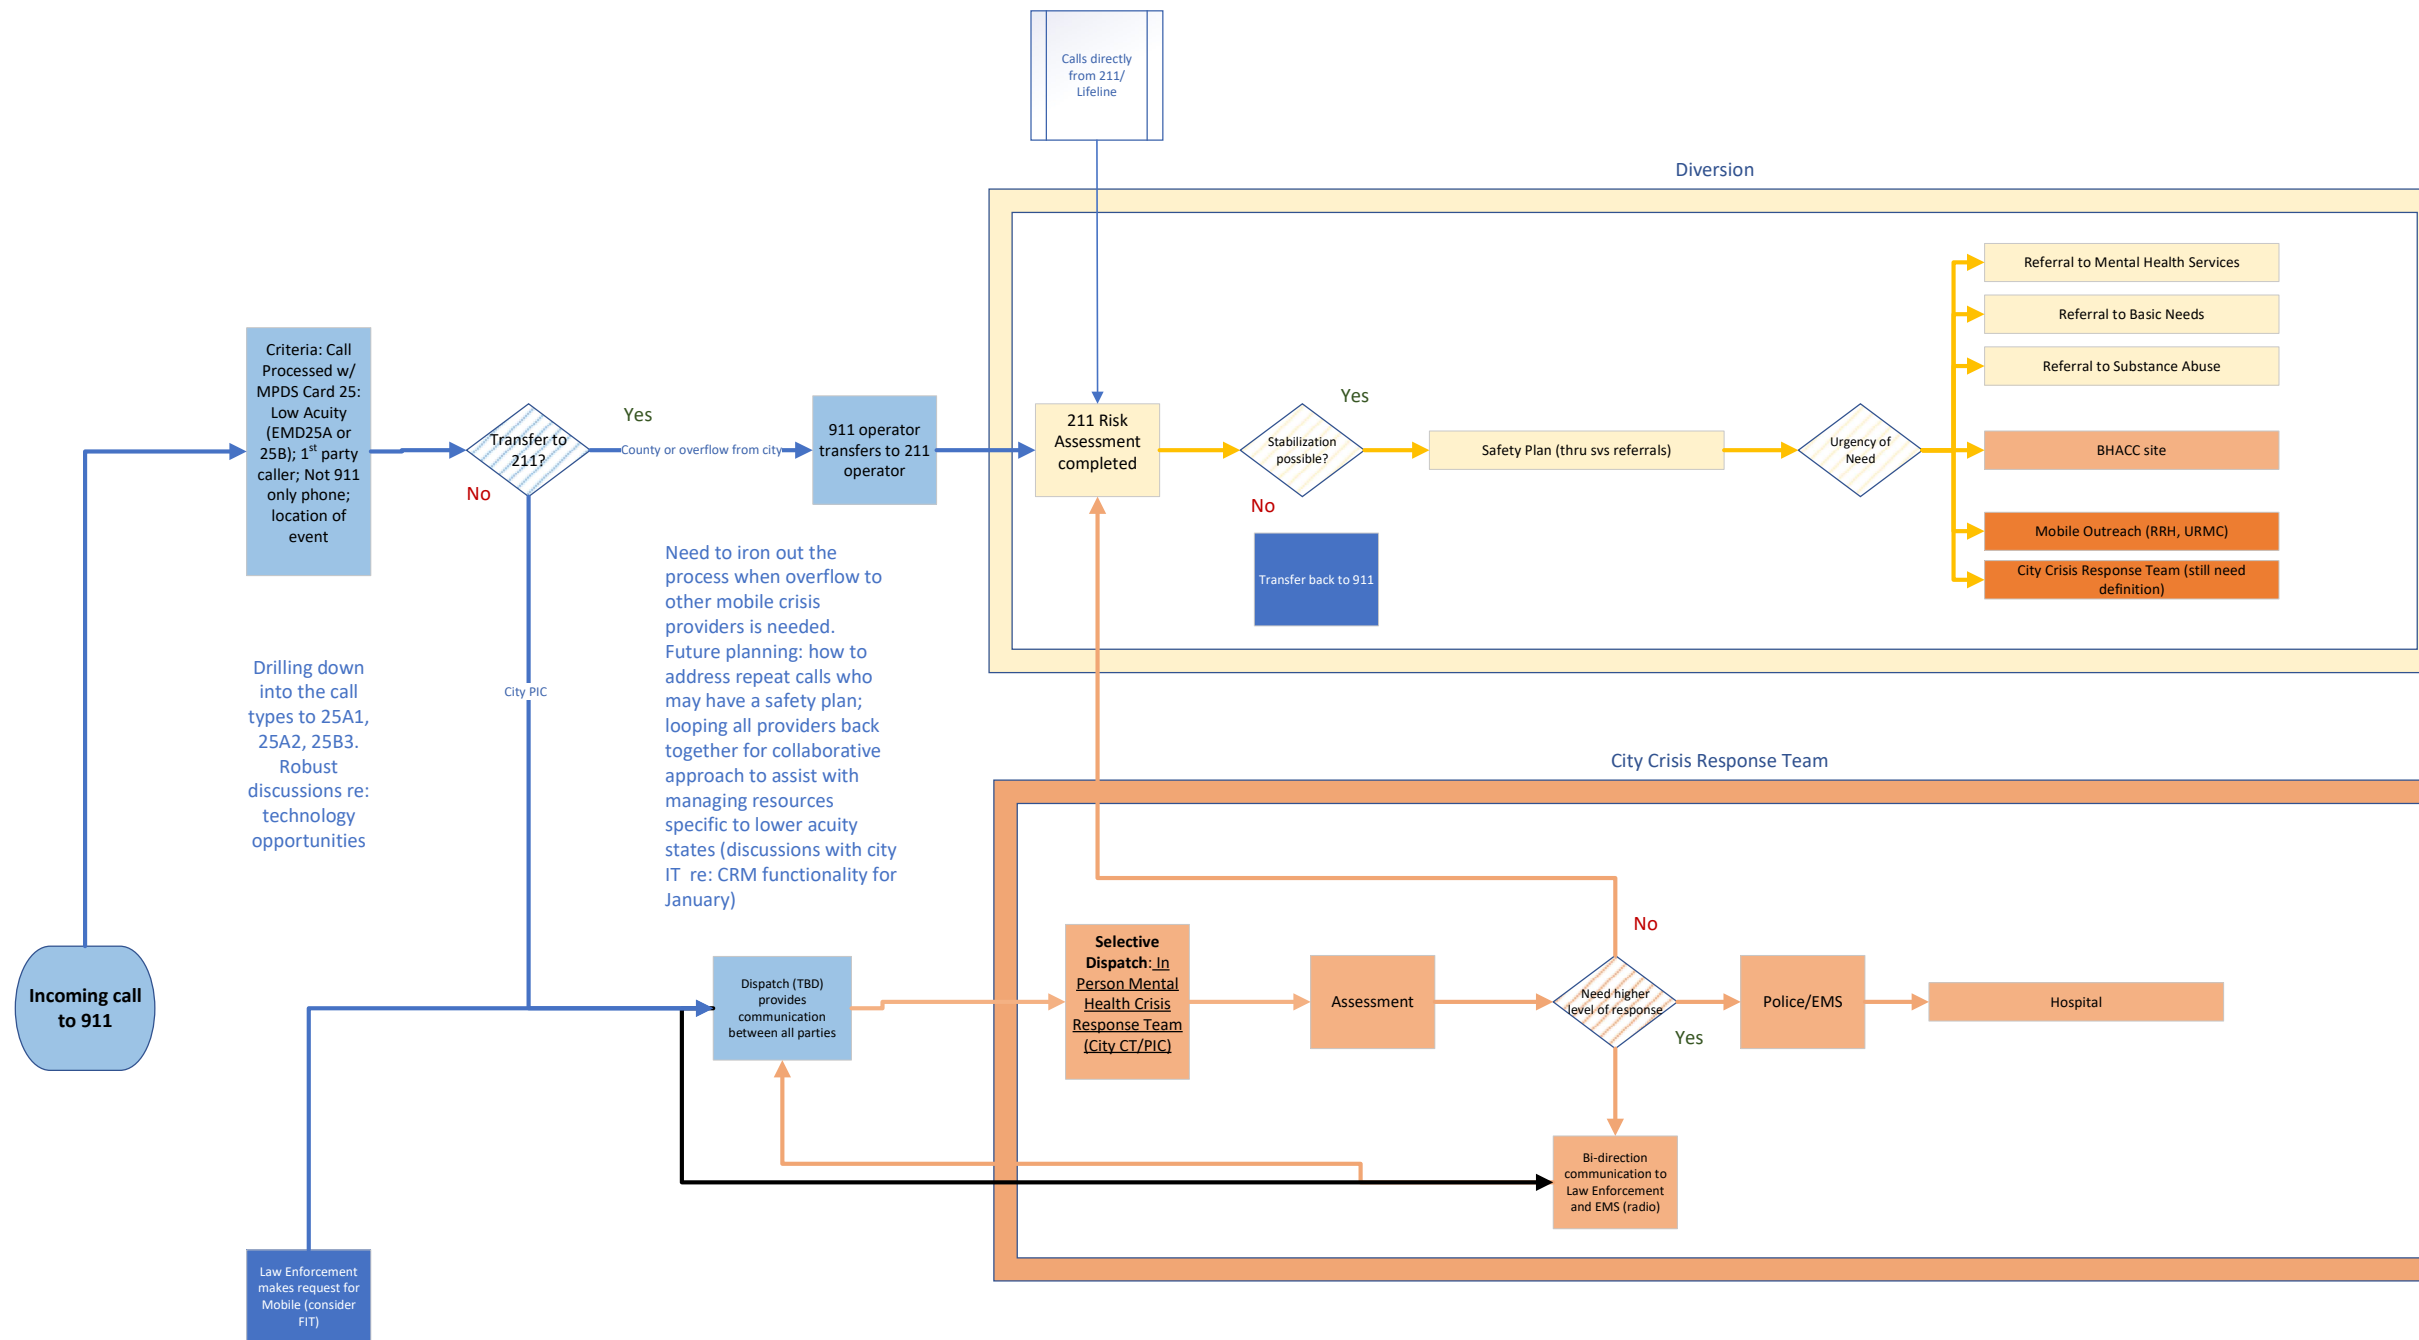 Calls directly
from 211/
Lifeline
Diversion
Referral to Mental Health Services
Referral to Basic Needs
Referral to Substance Abuse
BHACC site
Mobile Outreach (RRH, URMC)
City Crisis Response Team (still need
definition)
Criteria: Call
Processed w/
MPDS Card 25:
Low Acuity
(EMD25A or
25B); 1st party
caller; Not 911
only phone;
location of
event
Transfer to
211?
Yes
No
County or overflow from city
911 operator
transfers to 211
operator
211 Risk
Assessment
completed
Stabilization
possible?
Yes
No
Safety Plan (thru svs referrals)
Urgency of
Need
Transfer back to 911
Drilling down
into the call
types to 25A1,
25A2, 25B3.
Robust
discussions re:
technology
opportunities
City PIC
Need to iron out the
process when overflow to
other mobile crisis
providers is needed.
Future planning: how to
address repeat calls who
may have a safety plan;
looping all providers back
together for collaborative
approach to assist with
managing resources
specific to lower acuity
states (discussions with city
IT  re: CRM functionality for
January)
City Crisis Response Team
Incoming call
to 911
Dispatch (TBD)
provides
communication
between all parties
Selective
Dispatch: In
Person Mental
Health Crisis
Response Team
(City CT/PIC)
Assessment
No
Need higher
level of response
Yes
Police/EMS
Hospital
Bi-direction
communication to
Law Enforcement
and EMS (radio)
Law Enforcement
makes request for
Mobile (consider
FIT)